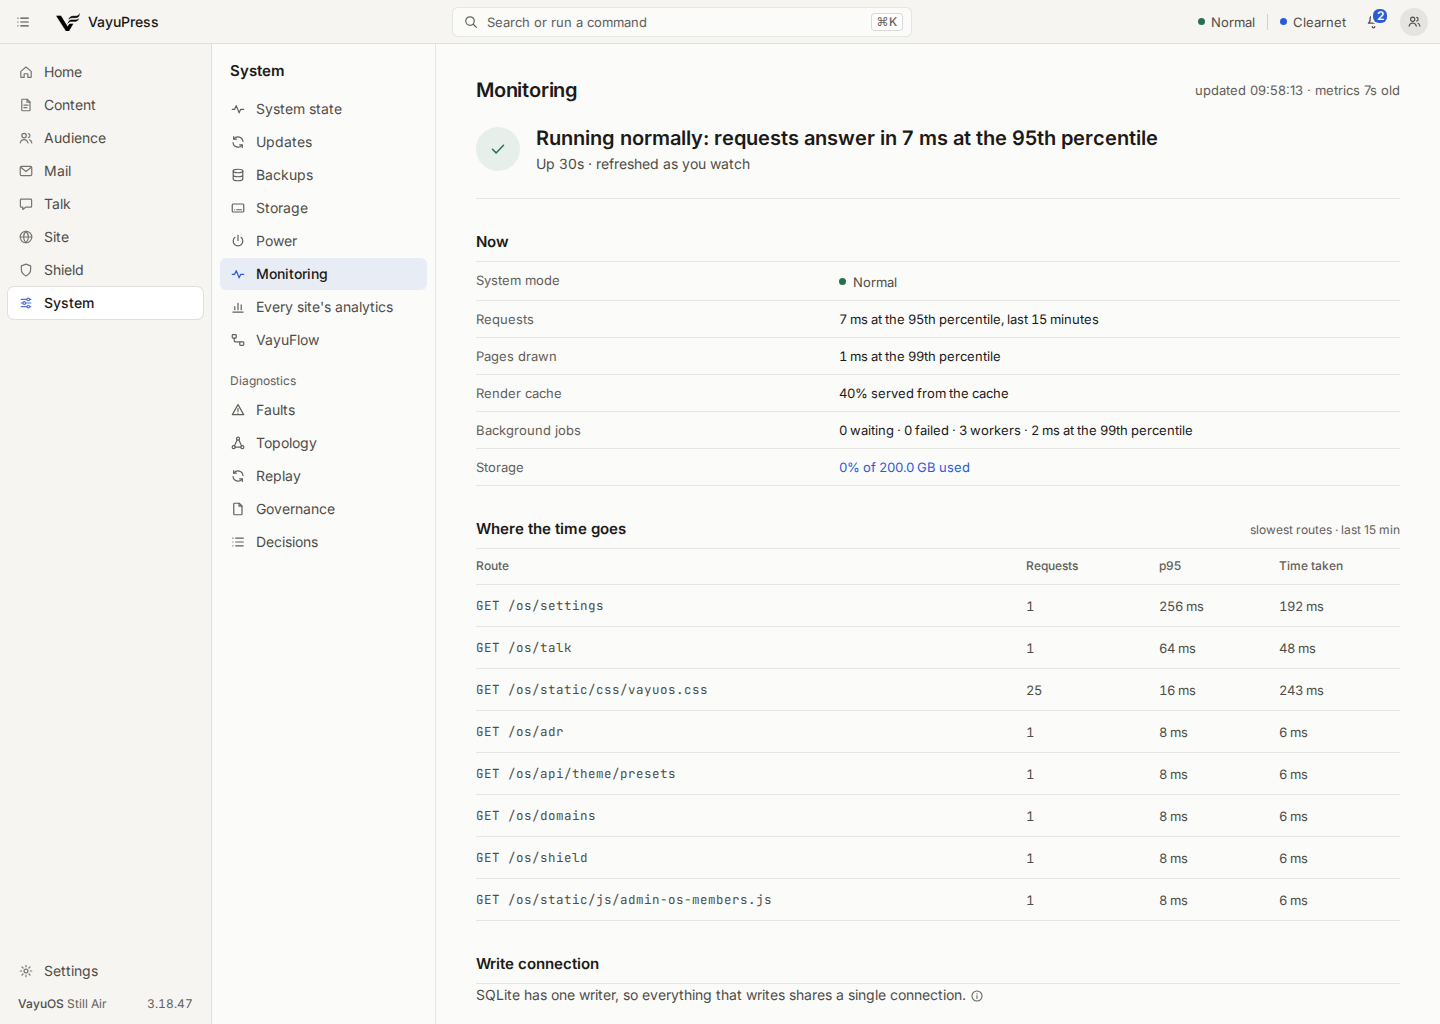 VayuPress
Search or run a command
⌘K
Normal
Clearnet
2
Home
Content
Audience
Mail
Talk
Site
Shield
System
Settings
VayuOS Still Air
3.18.47
System
System state
Updates
Backups
Storage
Power
Monitoring
Every site's analytics
VayuFlow
Diagnostics
Faults
Topology
Replay
Governance
Decisions
Monitoring
updated 09:58:13 · metrics 7s old
Running normally: requests answer in 7 ms at the 95th percentile
Up 30s · refreshed as you watch
Now
System mode Normal
Requests 7 ms at the 95th percentile, last 15 minutes
Pages drawn 1 ms at the 99th percentile
Render cache 40% served from the cache
Background jobs 0 waiting · 0 failed · 3 workers · 2 ms at the 99th percentile
Storage 0% of 200.0 GB used
Where the time goes slowest routes · last 15 min
Route Requests p95 Time taken
GET /os/settings 1 256 ms 192 ms
GET /os/talk 1 64 ms 48 ms
GET /os/static/css/vayuos.css 25 16 ms 243 ms
GET /os/adr 1 8 ms 6 ms
GET /os/api/theme/presets 1 8 ms 6 ms
GET /os/domains 1 8 ms 6 ms
GET /os/shield 1 8 ms 6 ms
GET /os/static/js/admin-os-members.js 1 8 ms 6 ms
Write connection
SQLite has one writer, so everything that writes shares a single connection.